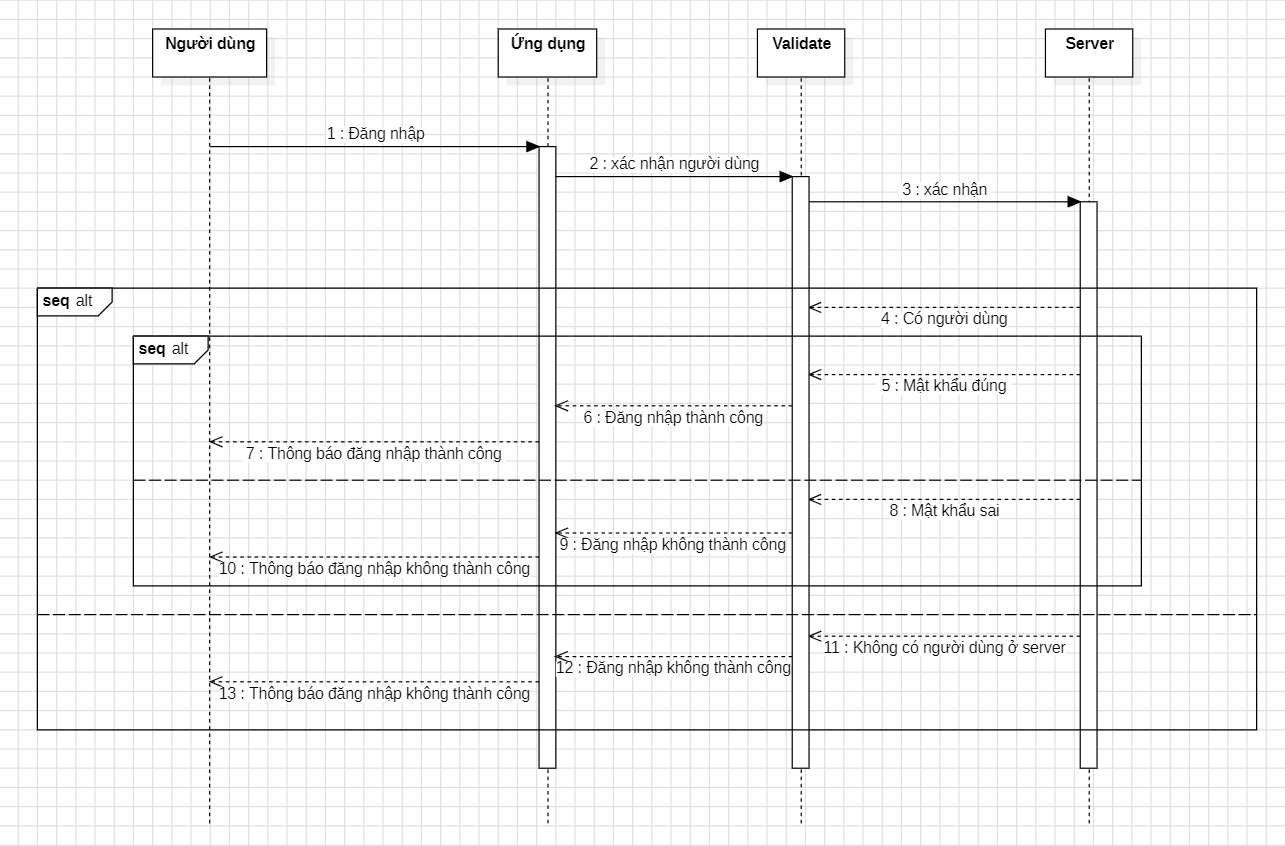 Người dùng
Ứng dụng
Validate
Server
1 : Đăng nhập
2 : xác nhận người dùng
3 : xác nhận
seq alt
4 : Có người dùng
seq alt
5 : Mật khẩu đúng
6 : Đăng nhập thành công
7 : Thông báo đăng nhập thành công
8 : Mật khẩu sai
9 : Đăng nhập không thành công
10 : Thông báo đăng nhập không thành công
11 : Không có người dùng ở server
12 : Đăng nhập không thành công
13 : Thông báo đăng nhập không thành công